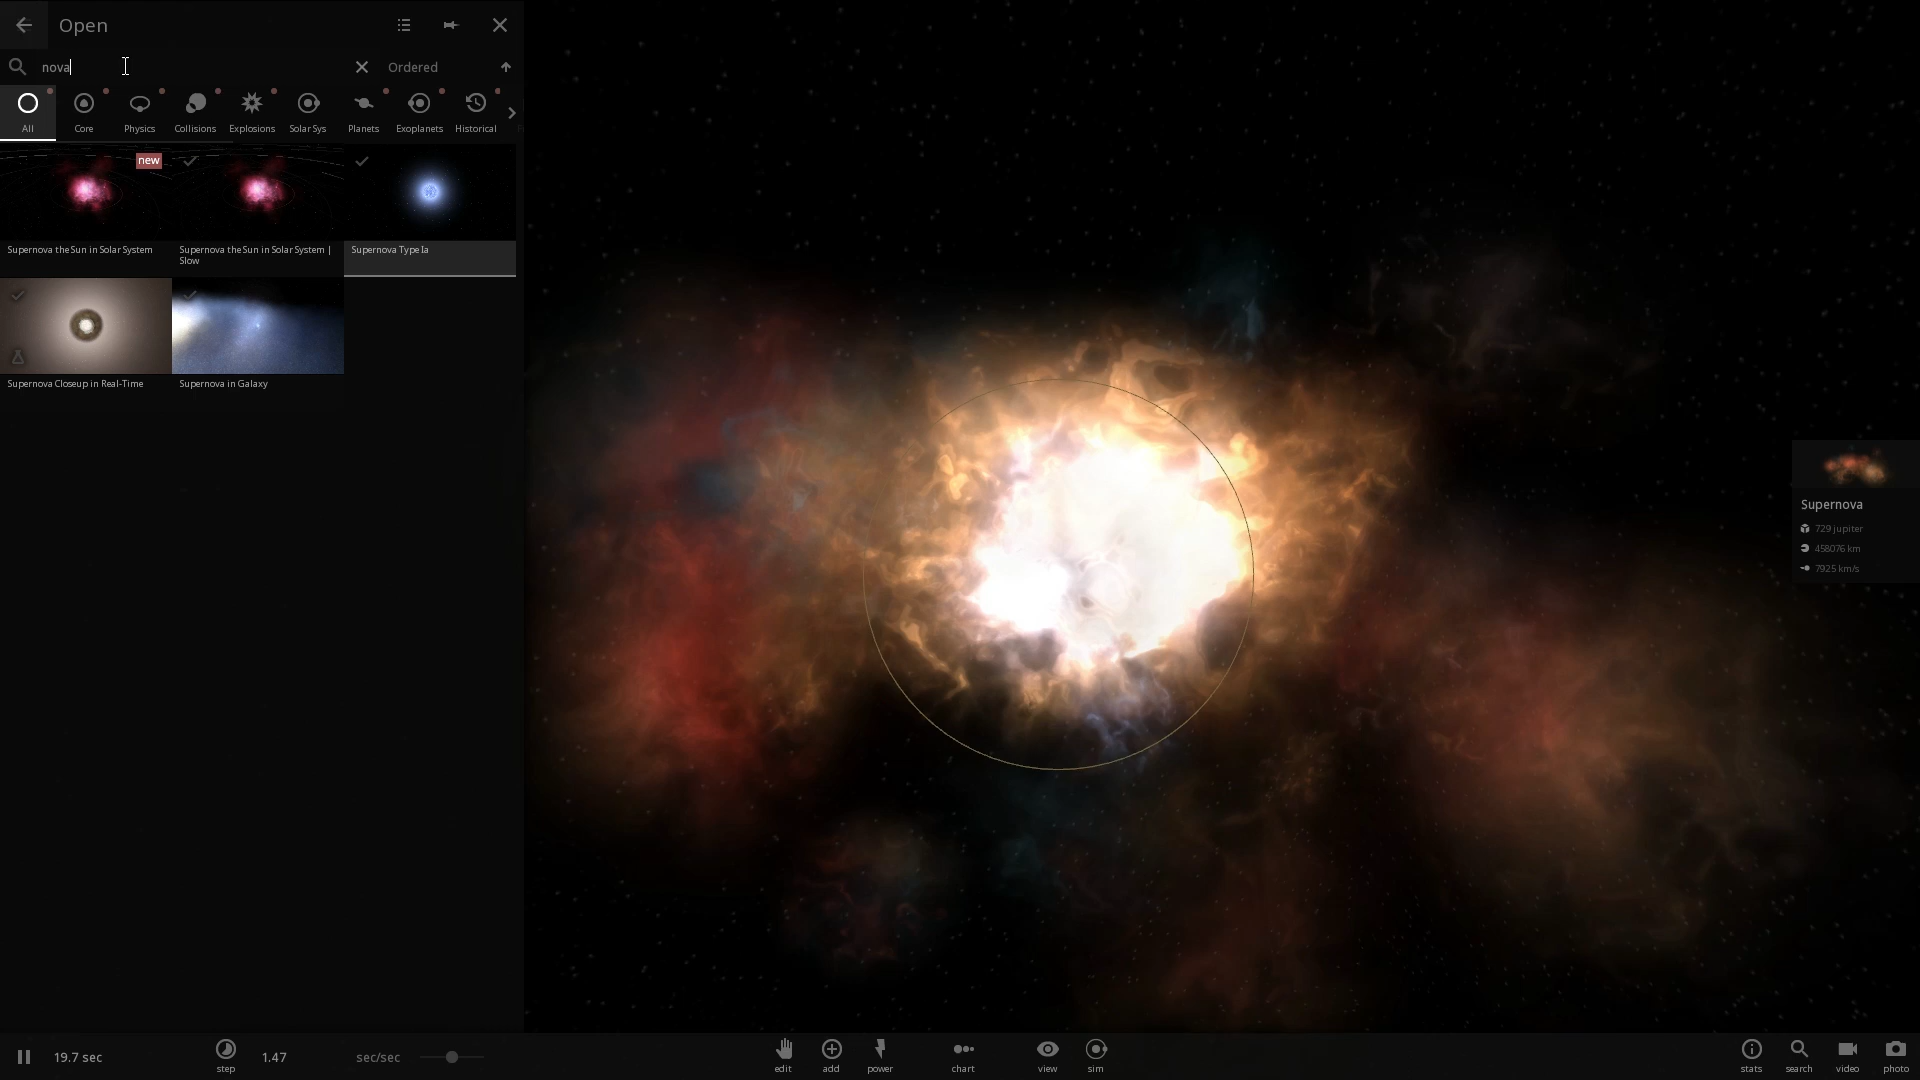 Open
nova
Ordered
All
Core
Physics
Collisions
Explosions
Solar Sys
Planets
Exoplanets
Historical
new
Supernova the Sun in Solar System
Supernova the Sun in Solar System |
Slow
Supernova Type Ia
Supernova Closeup in Real-Time
Supernova in Galaxy
Supernova
729 jupiter
458076 km
7925 km/s
19.7 sec
step
1.47
sec/sec
edit
add
power
chart
view
sim
stats
search
video
photo